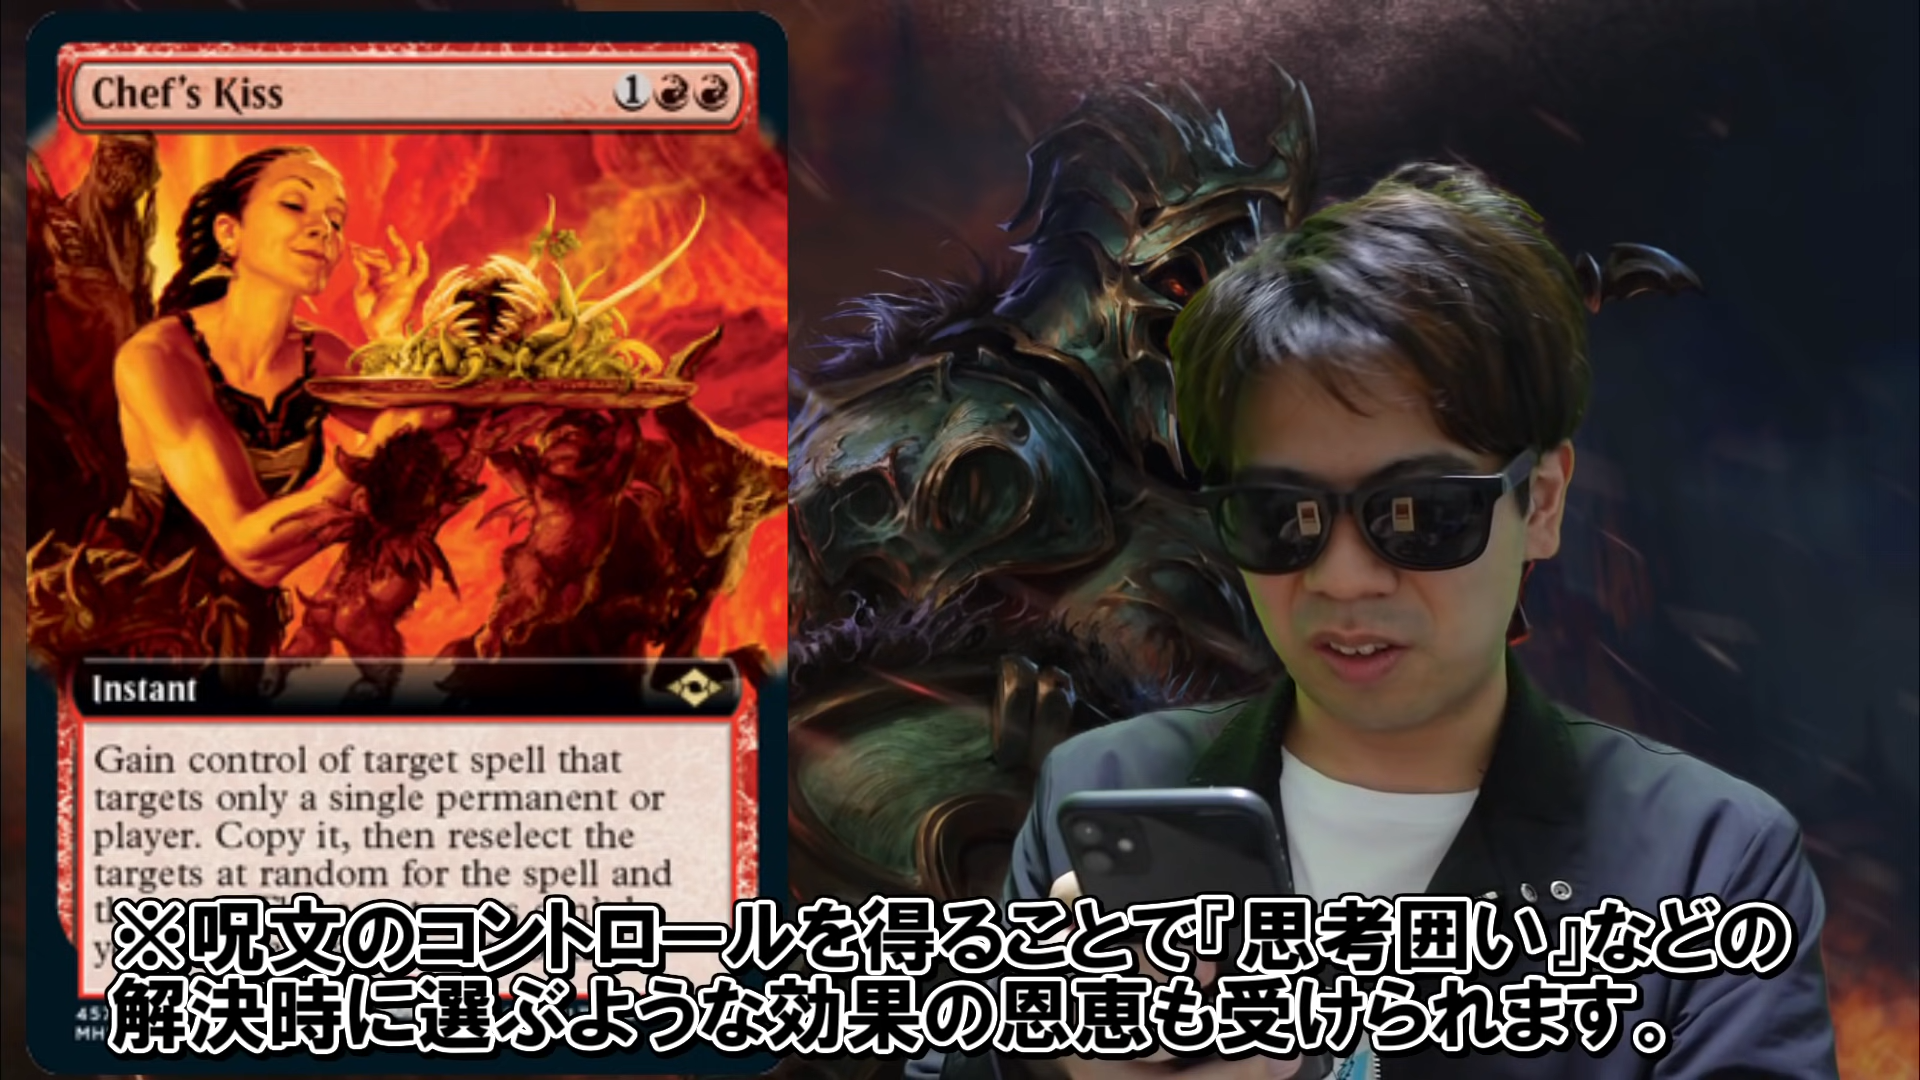 Chef's Kiss
1
Instant
Gain control of target spell that
targets only a single permanent or
player. Copy it, then reselect the
targets at random for the spell and
※呪文のコントロールを得ることで『思考囲い』などの
解決時に選ぶような効果の恩恵も受けられます。